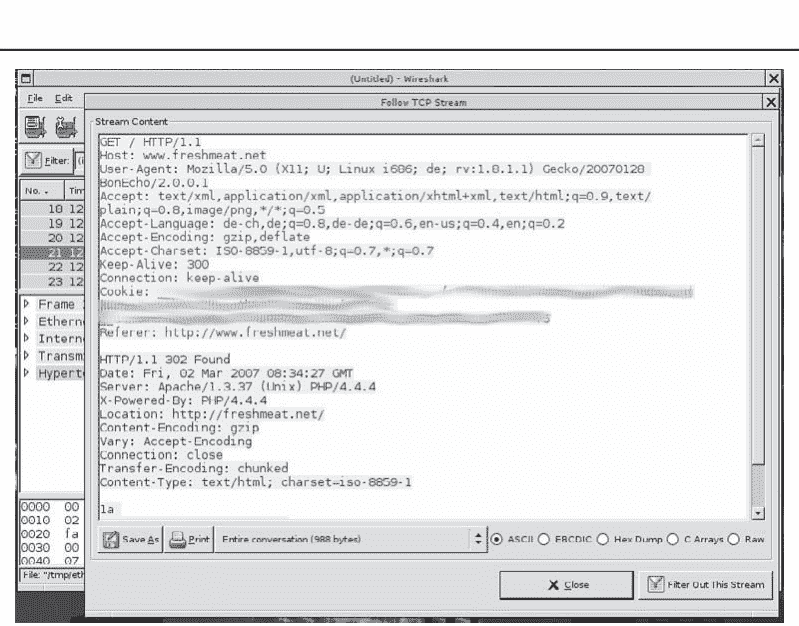 (Untitled) - Wireshark
File Edit
Follow TCP Stream
Stream Content
Filter:
No. -
18 12
19 12
20 12
21 12
22 12
23 12
Frame
Ethern
Intern
Transm
Hypert
GET / HTTP/1.1
Host: www.freshmeat.net
User-Agent: Mozilla/5.0 (X11; U; Linux i686; de; rv:1.8.1.1) Gecko/20070128
BonEcho/2.0.0.1
Accept: text/xml,application/xml,application/xhtml+xml,text/html;q=0.9,text/
plain;q=0.8,image/png,*/*;q=0.5
Accept-Language: de-ch,de;q=0.8,de-de;q=0.6,en-us;q=0.4,en;q=0.2
Accept-Encoding: gzip,deflate
Accept-Charset: ISO-8859-1,utf-8;q=0.7,*;q=0.7
Keep-Alive: 300
Connection: keep-alive
Cookie:
Referer: http://www.freshmeat.net/
HTTP/1.1 302 Found
Date: Fri, 02 Mar 2007 08:34:27 GMT
Server: Apache/1.3.37 (Unix) PHP/4.4.4
X-Powered-By: PHP/4.4.4
Location: http://freshmeat.net/
Content-Encoding: gzip
Vary: Accept-Encoding
Connection: close
Transfer-Encoding: chunked
Content-Type: text/html; charset=iso-8859-1
1a
0000 00
0010 02
0020 fa
0030 00
0040 07
File: "/tmp/eth
Save As Print Entire conversation (988 bytes) ASCII EBCDIC Hex Dump C Arrays Raw
Close Filter Out This Stream